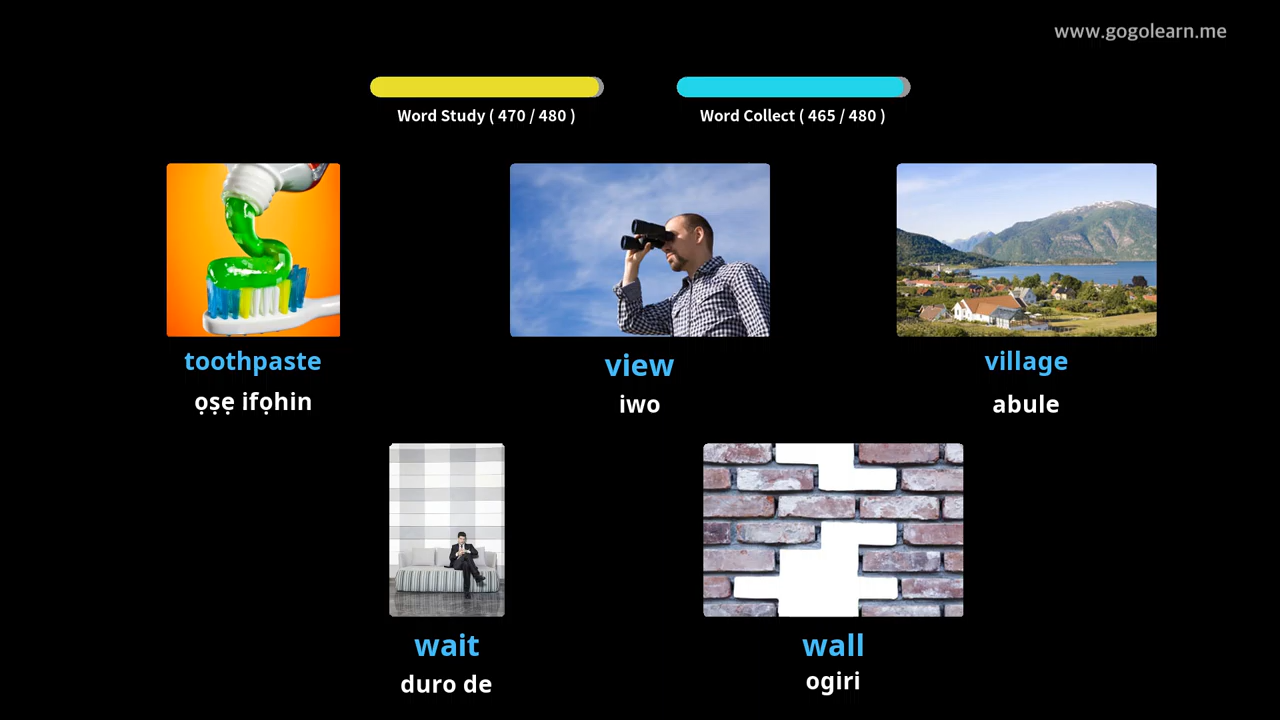 www.gogolearn.me
Word Study ( 470 / 480 )
Word Collect ( 465 / 480 )
toothpaste
ọṣẹ ifọhin
view
iwo
village
abule
wait
duro de
wall
ogiri